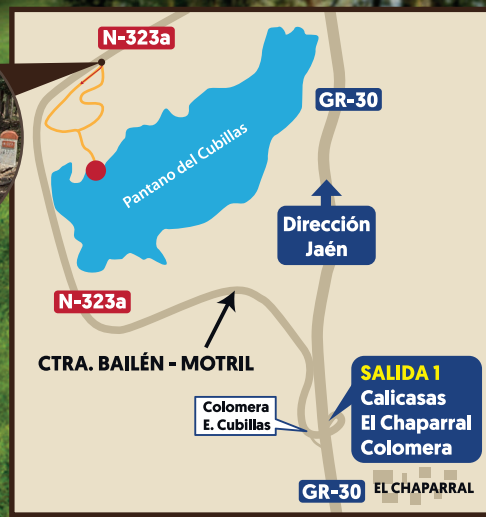 N-323a
GR-30
Pantano del Cubillas
Dirección
Jaén
N-323a
CTRA. BAILÉN - MOTRIL
SALIDA 1
Calicasas
El Chaparral
Colomera
Colomera
E. Cubillas
GR-30
EL CHAPARRAL